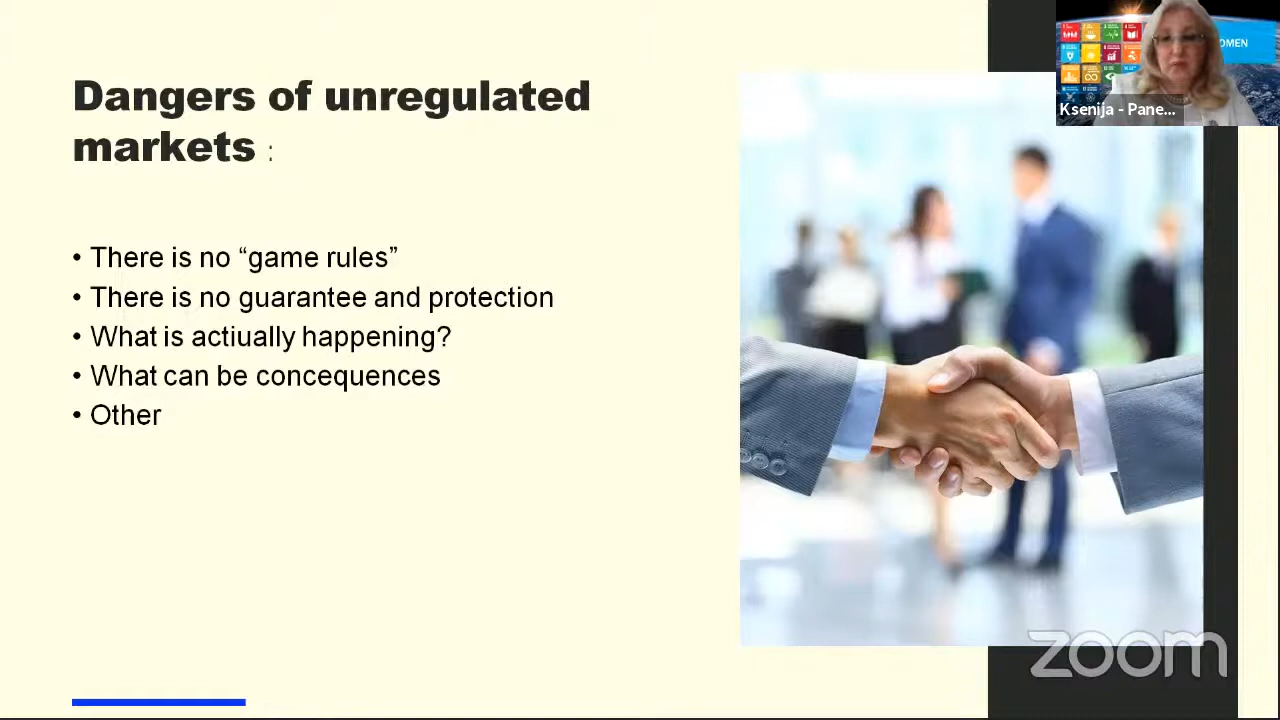 Dangers of unregulated
markets :
• There is no “game rules”
• There is no guarantee and protection
• What is actiually happening?
• What can be concequences
• Other
OMEN
Ksenija - Pane...
zoom